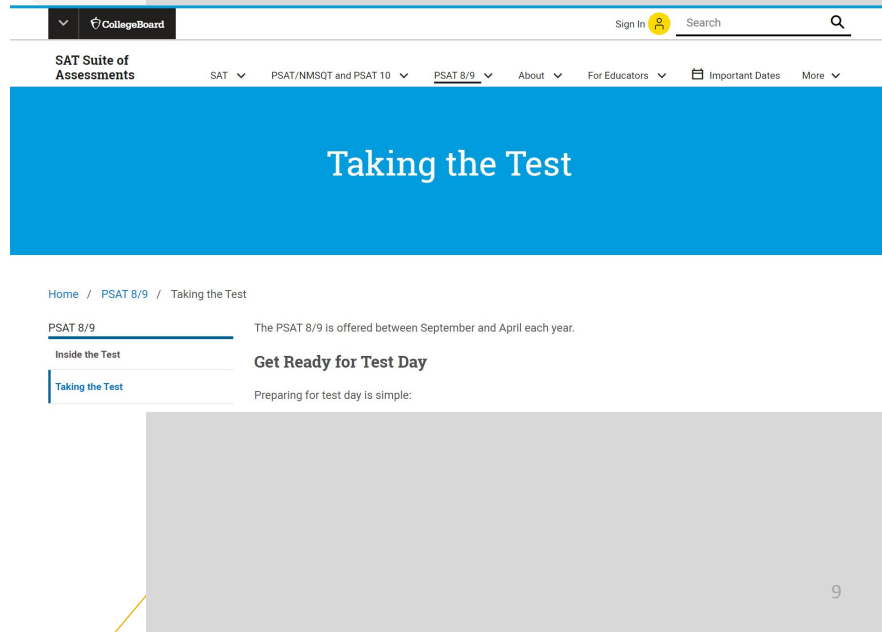 CollegeBoard
Sign In
Search
SAT Suite of
Assessments
SAT
PSAT/NMSQT and PSAT 10
PSAT 8/9
About
For Educators
Important Dates
More
Taking the Test
Home / PSAT 8/9 / Taking the Test
PSAT 8/9
Inside the Test
Taking the Test
The PSAT 8/9 is offered between September and April each year.
Get Ready for Test Day
Preparing for test day is simple:
9